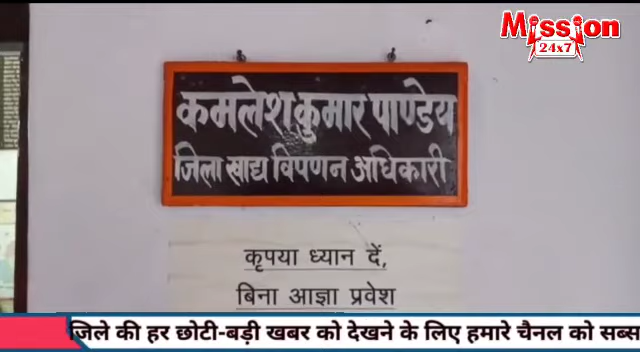 Mission
24x7
कमलेश कुमार पाण्डेय
जिला खाद्य विपणन अधिकारी
कृपया ध्यान दें,
बिना आज्ञा प्रवेश
जिले की हर छोटी-बड़ी खबर को देखने के लिए हमारे चैनल को सब्स